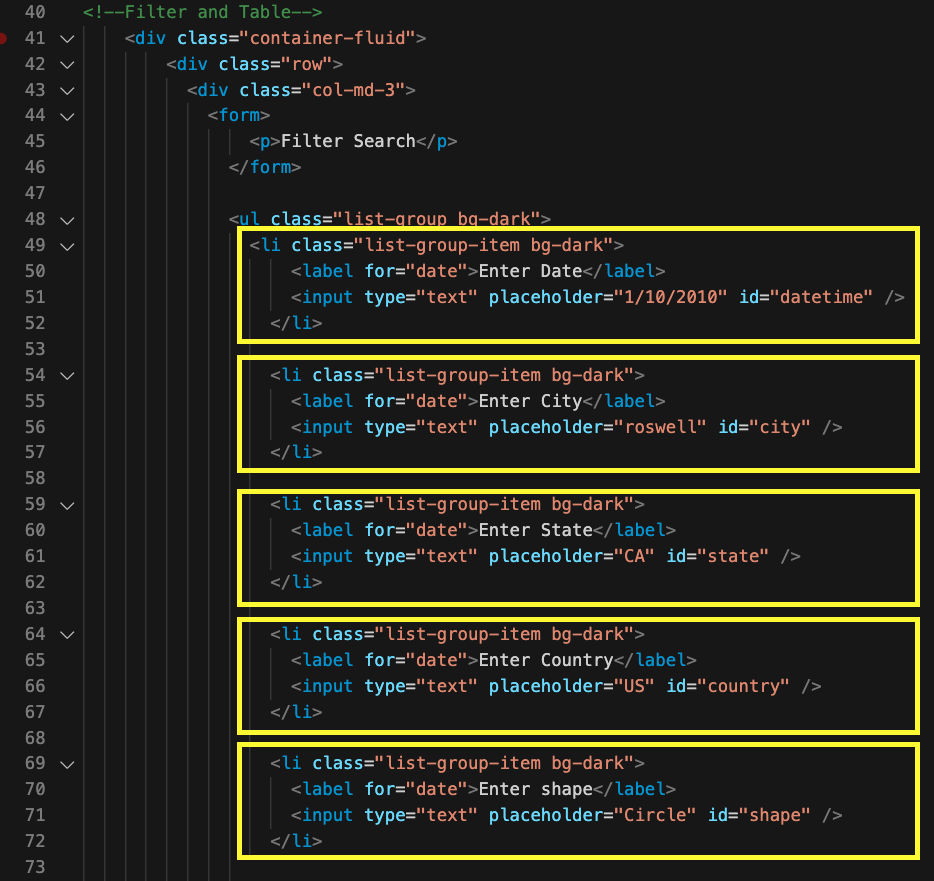 40 <!--Filter and Table-->
41 <div class="container-fluid">
42 <div class="row">
43 <div class="col-md-3">
44 <form>
45 <p>Filter Search</p>
46 </form>
47
48 <ul class="list-group bg-dark">
49 <li class="list-group-item bg-dark">
50 <label for="date">Enter Date</label>
51 <input type="text" placeholder="1/10/2010" id="datetime" />
52 </li>
53
54 <li class="list-group-item bg-dark">
55 <label for="date">Enter City</label>
56 <input type="text" placeholder="roswell" id="city" />
57 </li>
58
59 <li class="list-group-item bg-dark">
60 <label for="date">Enter State</label>
61 <input type="text" placeholder="CA" id="state" />
62 </li>
63
64 <li class="list-group-item bg-dark">
65 <label for="date">Enter Country</label>
66 <input type="text" placeholder="US" id="country" />
67 </li>
68
69 <li class="list-group-item bg-dark">
70 <label for="date">Enter shape</label>
71 <input type="text" placeholder="Circle" id="shape" />
72 </li>
73